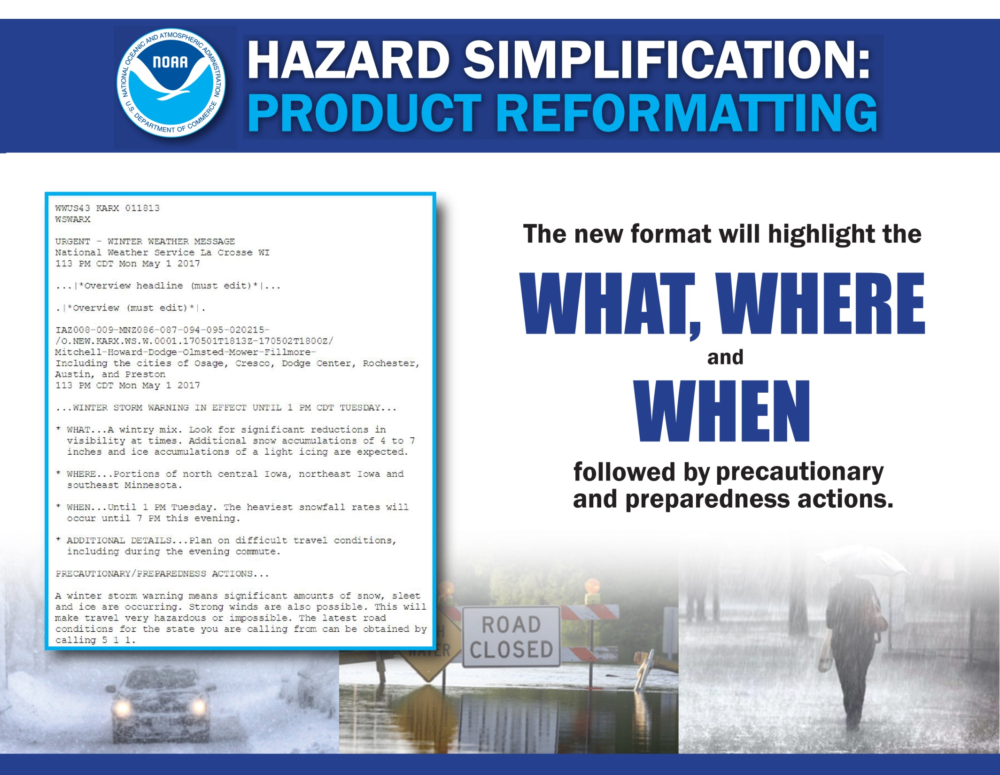 NATIONAL OCEANIC AND ATMOSPHERIC ADMINISTRATION
U.S. DEPARTMENT OF COMMERCE
NOAA
HAZARD SIMPLIFICATION:
PRODUCT REFORMATTING
WWUS43 KARX 011813
WSWARX
URGENT - WINTER WEATHER MESSAGE
National Weather Service La Crosse WI
113 PM CDT Mon May 1 2017
...|*Overview headline (must edit)*|...
.|*Overview (must edit)*|.
IAZ008-009-MNZ086-087-094-095-020215-
/O.NEW.KARX.WS.W.0001.170501T1813Z-170502T1800Z/
Mitchell-Howard-Dodge-Olmsted-Mower-Fillmore-
Including the cities of Osage, Cresco, Dodge Center, Rochester,
Austin, and Preston
113 PM CDT Mon May 1 2017
...WINTER STORM WARNING IN EFFECT UNTIL 1 PM CDT TUESDAY...
* WHAT...A wintry mix. Look for significant reductions in
visibility at times. Additional snow accumulations of 4 to 7
inches and ice accumulations of a light icing are expected.
* WHERE...Portions of north central Iowa, northeast Iowa and
southeast Minnesota.
* WHEN...Until 1 PM Tuesday. The heaviest snowfall rates will
occur until 7 PM this evening.
* ADDITIONAL DETAILS...Plan on difficult travel conditions,
including during the evening commute.
PRECAUTIONARY/PREPAREDNESS ACTIONS...
A winter storm warning means significant amounts of snow, sleet
and ice are occurring. Strong winds are also possible. This will
make travel very hazardous or impossible. The latest road
conditions for the state you are calling from can be obtained by
calling 5 1 1.
The new format will highlight the
WHAT, WHERE
and
WHEN
followed by precautionary
and preparedness actions.
ROAD
CLOSED